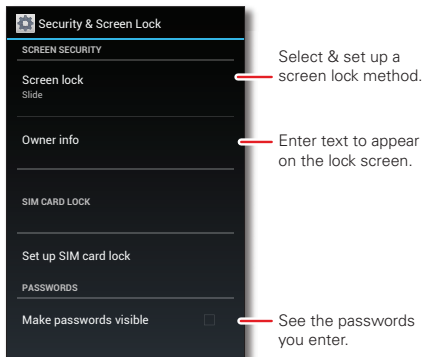 Security & Screen Lock
SCREEN SECURITY
Screen lock
Slide
Owner info
SIM CARD LOCK
Set up SIM card lock
PASSWORDS
Make passwords visible
Select & set up a
screen lock method.
Enter text to appear
on the lock screen.
See the passwords
you enter.